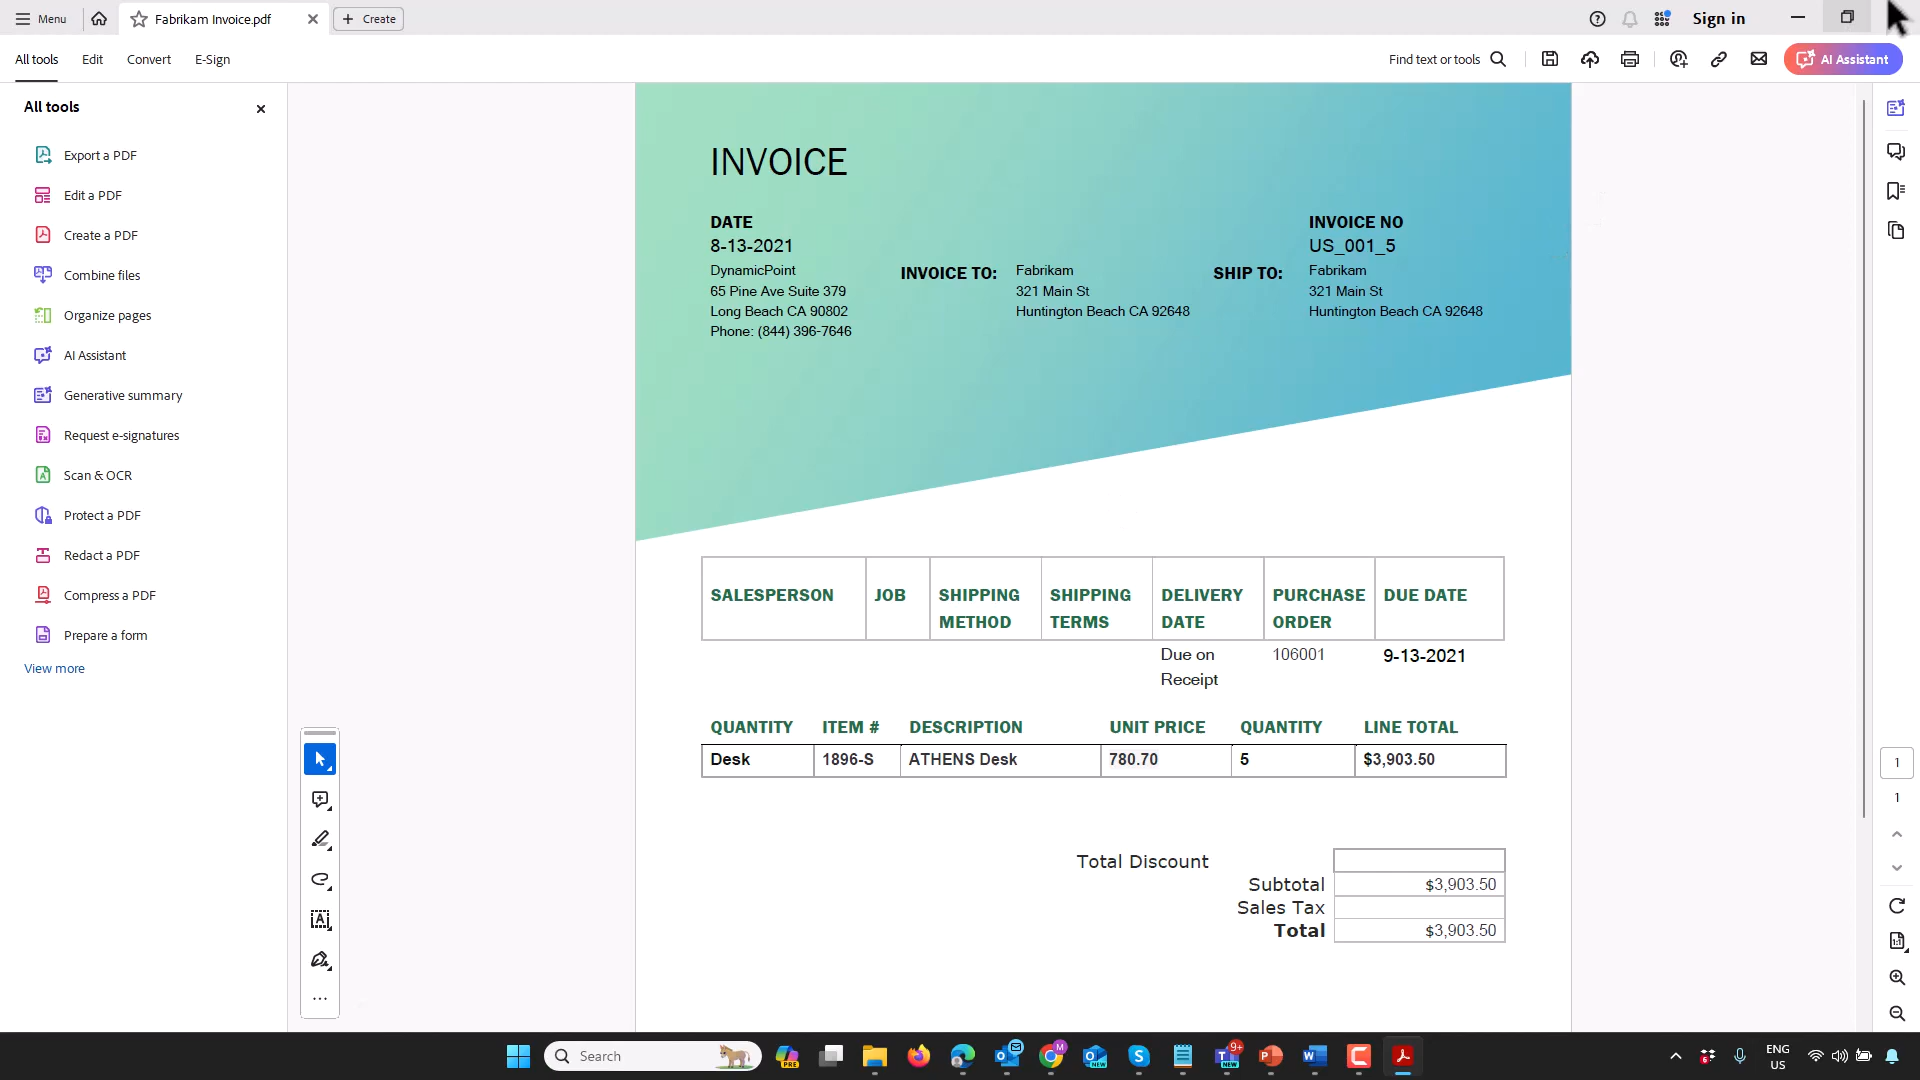 Menu
Fabrikam Invoice.pdf
Create
Sign in
All tools
Edit
Convert
E-Sign
Find text or tools
AI Assistant
All tools
Export a PDF
Edit a PDF
Create a PDF
Combine files
Organize pages
AI Assistant
Generative summary
Request e-signatures
Scan & OCR
Protect a PDF
Redact a PDF
Compress a PDF
Prepare a form
View more
INVOICE
DATE
8-13-2021
DynamicPoint
65 Pine Ave Suite 379
Long Beach CA 90802
Phone: (844) 396-7646
INVOICE TO:
Fabrikam
321 Main St
Huntington Beach CA 92648
INVOICE NO
US_001_5
SHIP TO:
Fabrikam
321 Main St
Huntington Beach CA 92648
SALESPERSON JOB SHIPPING METHOD SHIPPING TERMS DELIVERY DATE PURCHASE ORDER DUE DATE
Due on Receipt 106001 9-13-2021
QUANTITY ITEM # DESCRIPTION UNIT PRICE QUANTITY LINE TOTAL
Desk 1896-S ATHENS Desk 780.70 5 $3,903.50
Total Discount
Subtotal $3,903.50
Sales Tax
Total $3,903.50
1
1
Search
PRE
NEW
9+
NEW
6
ENG
US